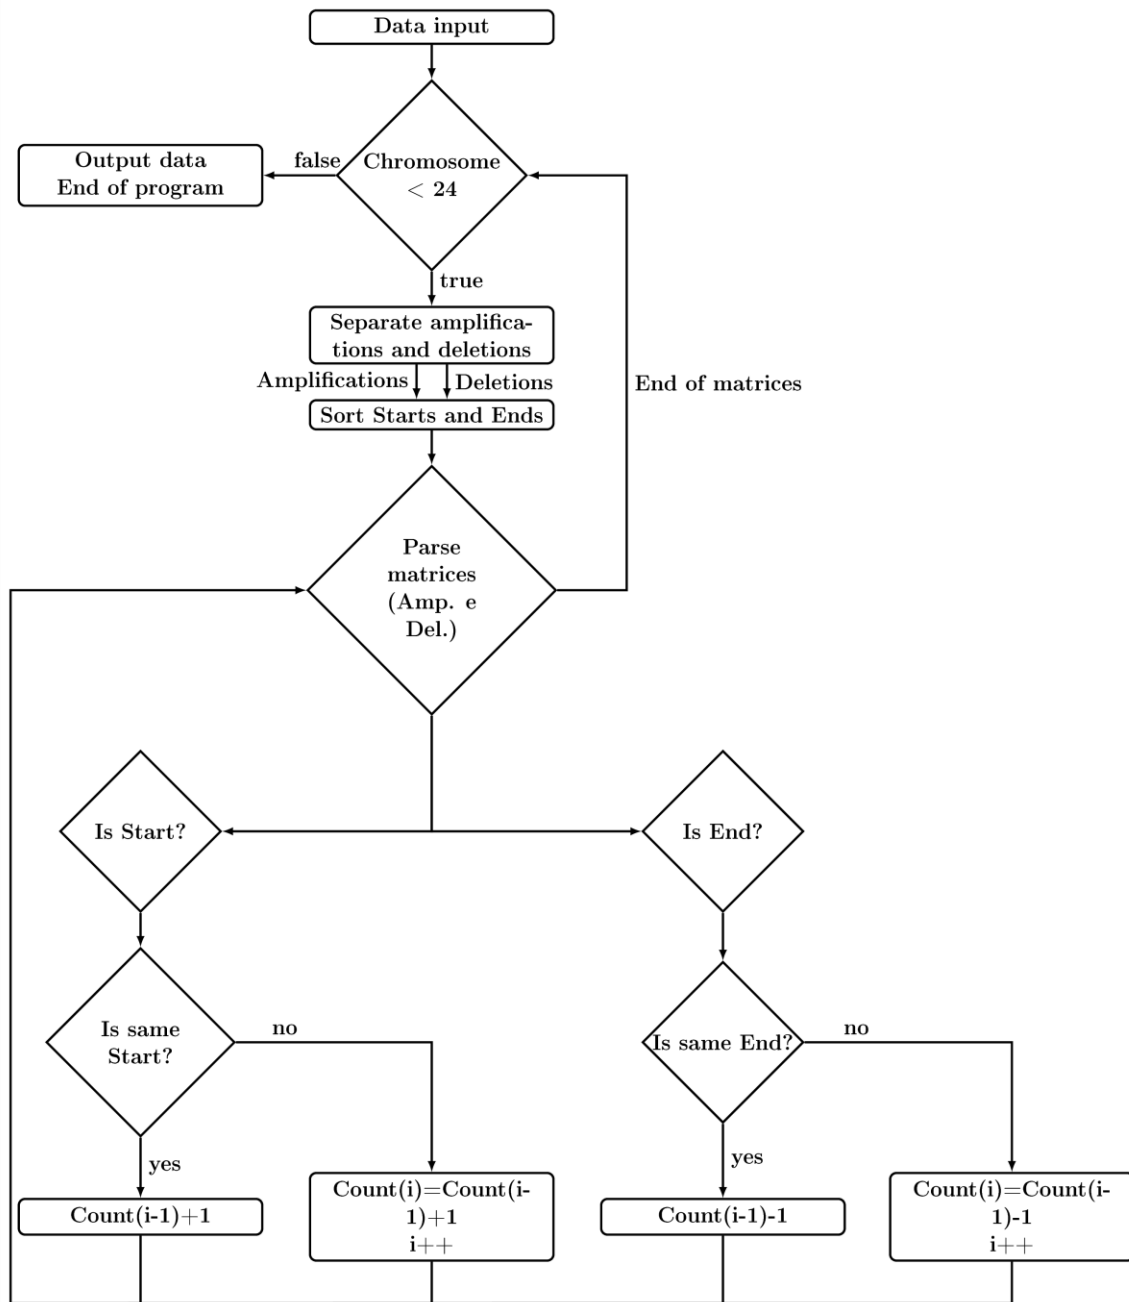 Data input
Chromosome
< 24
false
Output data
End of program
true
Separate amplifica-
tions and deletions
Amplifications
Deletions
End of matrices
Sort Starts and Ends
Parse
matrices
(Amp. e
Del.)
Is Start?
Is End?
Is same
Start?
no
Is same End?
no
yes
yes
Count(i-1)+1
Count(i)=Count(i-
1)+1
i++
Count(i-1)-1
Count(i)=Count(i-
1)-1
i++